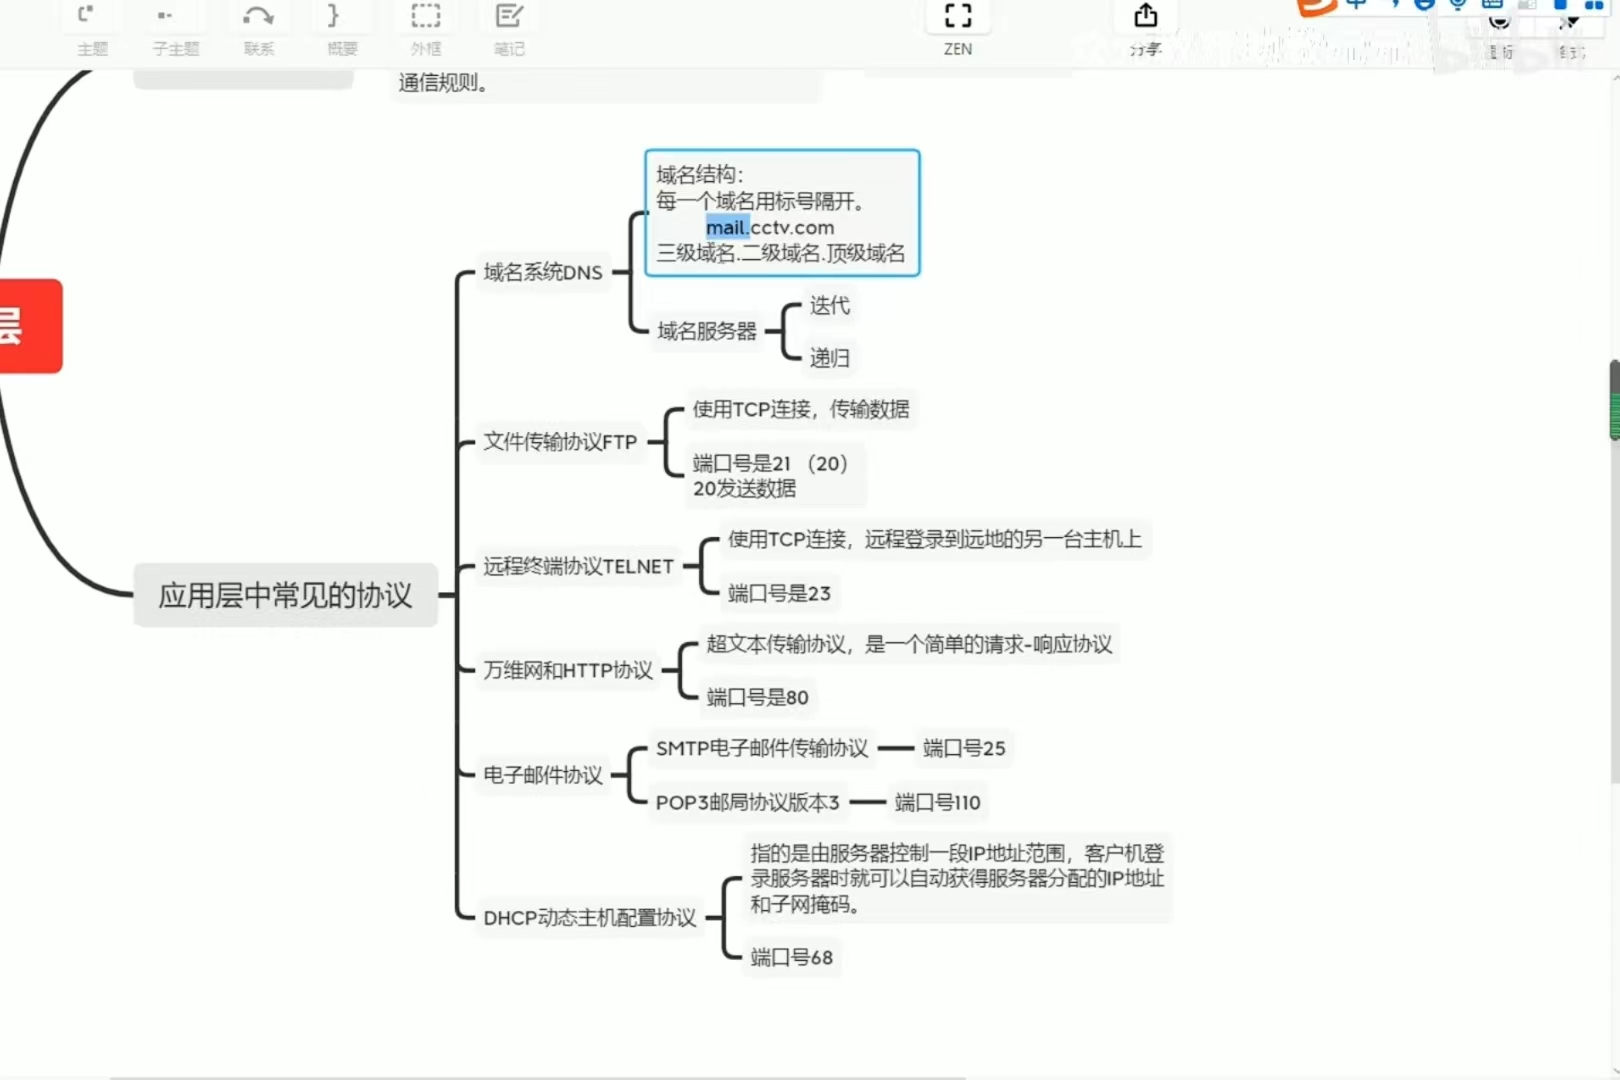 主题
子主题
联系
概要
外框
笔记
ZEN
分享
通信规则。
域名结构：
每一个域名用标号隔开。
mail.cctv.com
三级域名.二级域名.顶级域名
域名系统DNS
域名服务器
迭代
递归
文件传输协议FTP
使用TCP连接，传输数据
端口号是21 （20）
20发送数据
远程终端协议TELNET
使用TCP连接，远程登录到远地的另一台主机上
端口号是23
层
应用层中常见的协议
万维网和HTTP协议
超文本传输协议，是一个简单的请求-响应协议
端口号是80
电子邮件协议
SMTP电子邮件传输协议
端口号25
POP3邮局协议版本3
端口号110
DHCP动态主机配置协议
指的是由服务器控制一段IP地址范围，客户机登
录服务器时就可以自动获得服务器分配的IP地址
和子网掩码。
端口号68